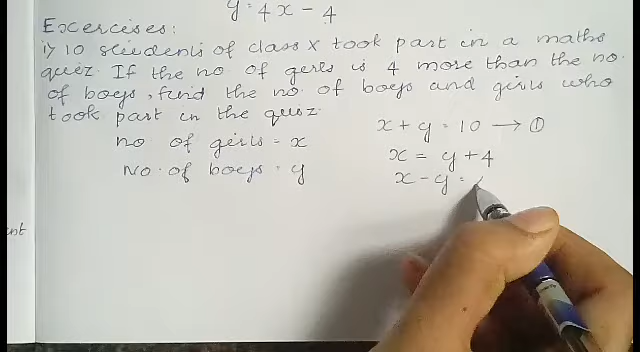 y = 4x - 4
Exercises:
1) 10 students of class X took part in a maths
quiz. If the no. of girls is 4 more than the no.
of boys, find the no. of boys and girls who
took part in the quiz.
no of girls = x
No. of boys = y
x + y = 10 → ①
x = y + 4
x - y =